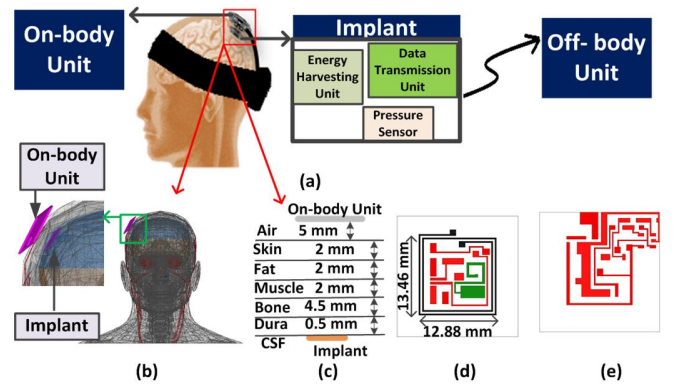 On-body
Unit
Implant
Energy
Harvesting
Unit
Data
Transmission
Unit
Pressure
Sensor
Off- body
Unit
(a)
On-body
Unit
Implant
(b)
On-body Unit
Air 5 mm
Skin 2 mm
Fat 2 mm
Muscle 2 mm
Bone 4.5 mm
Dura 0.5 mm
CSF
Implant
(c)
13.46 mm
12.88 mm
(d)
(e)